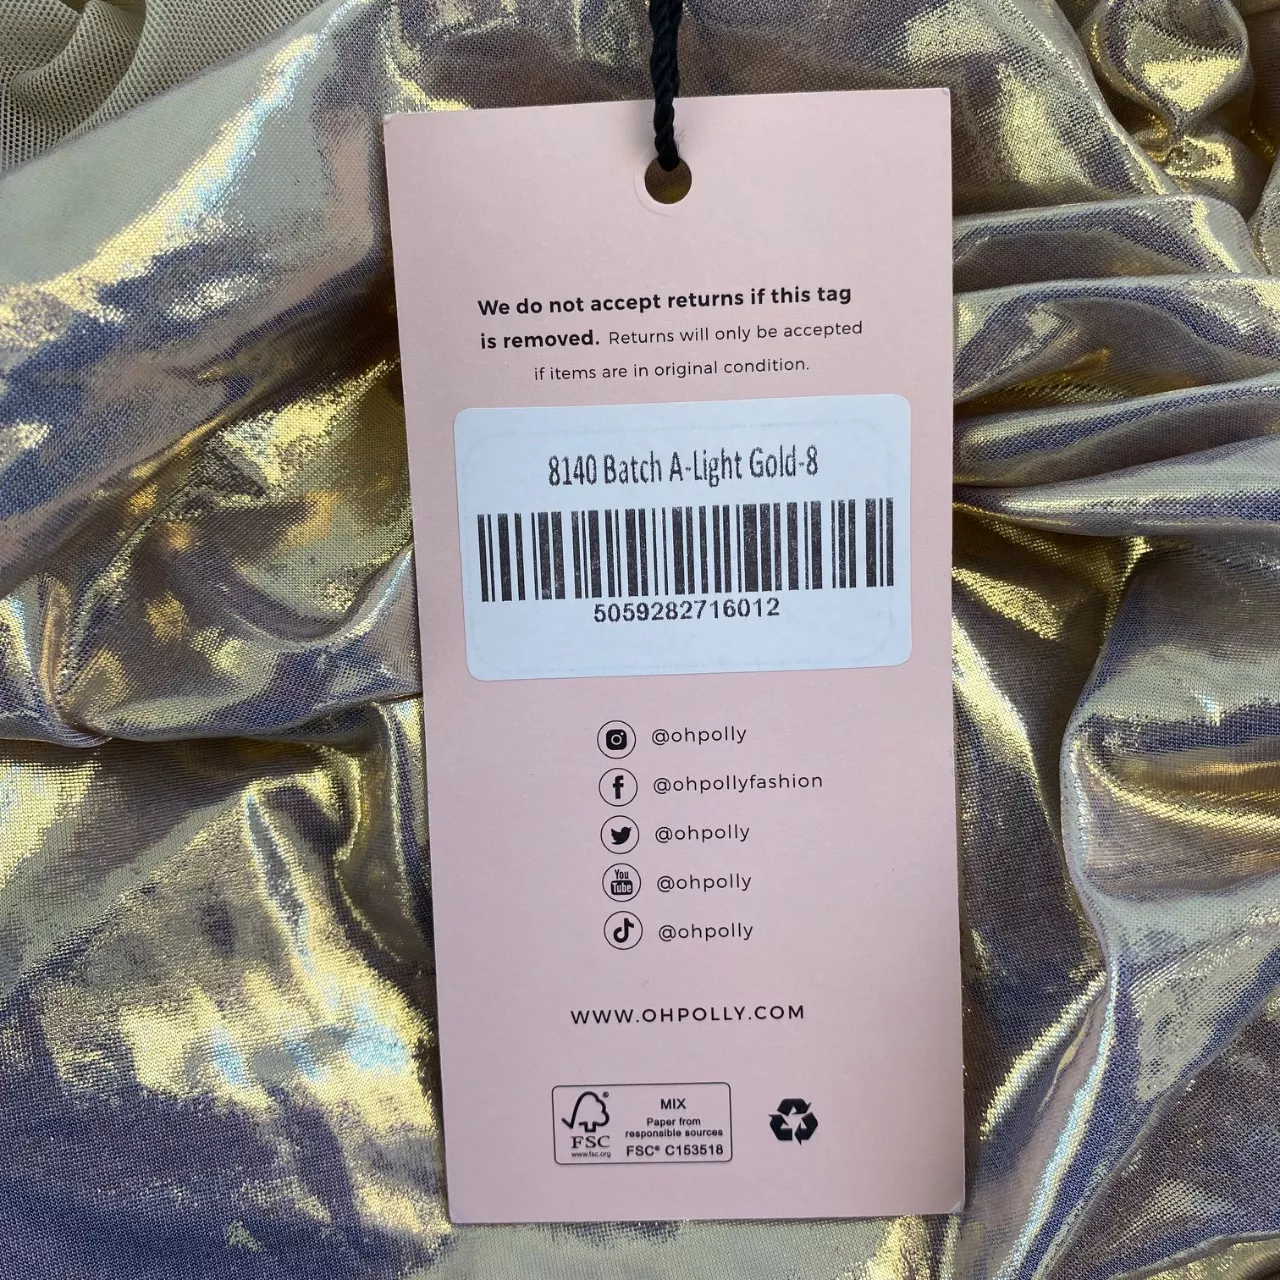 We do not accept returns if this tag
is removed. Returns will only be accepted
if items are in original condition.
8140 Batch A-Light Gold-8
5059282716012
@ohpolly
@ohpollyfashion
@ohpolly
You
Tube
@ohpolly
@ohpolly
WWW.OHPOLLY.COM
FSC
www.fsc.org
MIX
Paper from
responsible sources
FSC® C153518